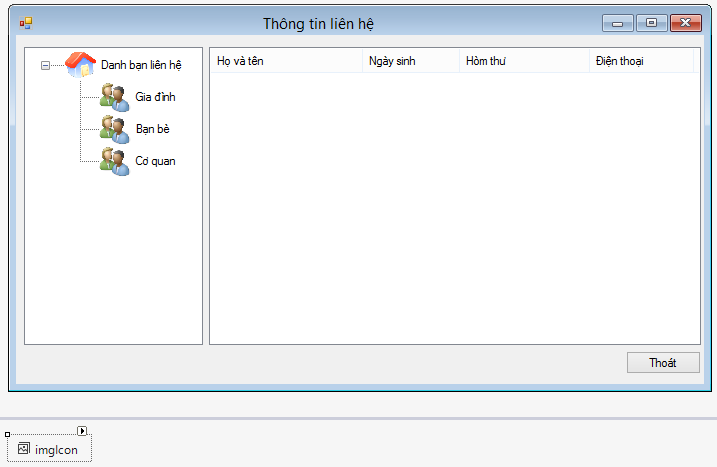 Thông tin liên hệ
Danh bạn liên hệ
Gia đình
Bạn bè
Cơ quan
Họ và tên
Ngày sinh
Hòm thư
Điện thoại
Thoát
imgIcon